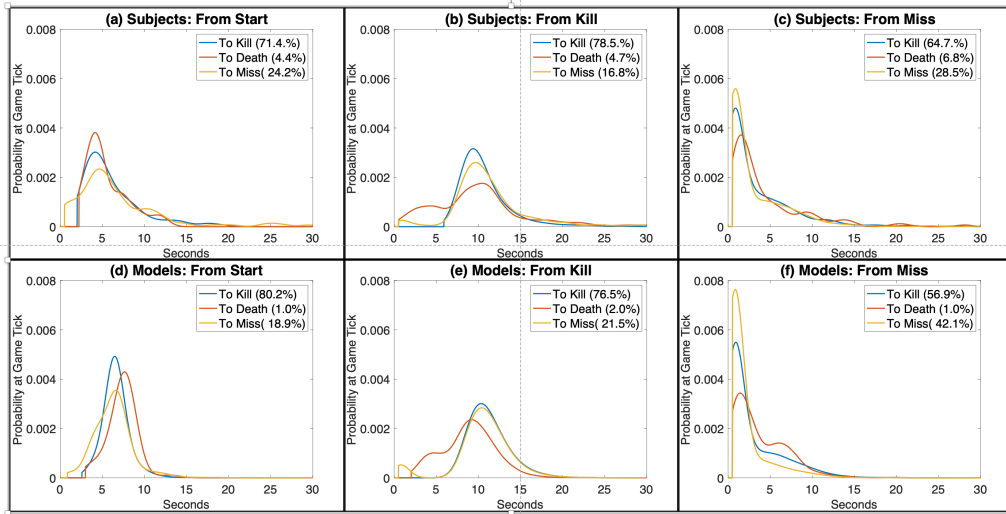 (a) Subjects: From Start
0.008
0.006
0.004
0.002
0
Probability at Game Tick
To Kill (71.4.%)
To Death (4.4%)
To Miss( 24.2%)
0 5 10 15 20 25 30
Seconds
(b) Subjects: From Kill
0.008
0.006
0.004
0.002
0
Probability at Game Tick
To Kill (78.5.%)
To Death (4.7%)
To Miss (16.8%)
0 5 10 15 20 25 30
Seconds
(c) Subjects: From Miss
0.008
0.006
0.004
0.002
0
Probability at Game Tick
To Kill (64.7.%)
To Death (6.8%)
To Miss (28.5%)
0 5 10 15 20 25 30
Seconds
(d) Models: From Start
0.008
0.006
0.004
0.002
0
Probability at Game Tick
To Kill (80.2%)
To Death (1.0%)
To Miss( 18.9%)
0 5 10 15 20 25 30
Seconds
(e) Models: From Kill
0.008
0.006
0.004
0.002
0
Probability at Game Tick
To Kill (76.5%)
To Death (2.0%)
To Miss( 21.5%)
0 5 10 15 20 25 30
Seconds
(f) Models: From Miss
0.008
0.006
0.004
0.002
0
Probability at Game Tick
To Kill (56.9%)
To Death (1.0%)
To Miss( 42.1%)
0 5 10 15 20 25 30
Seconds